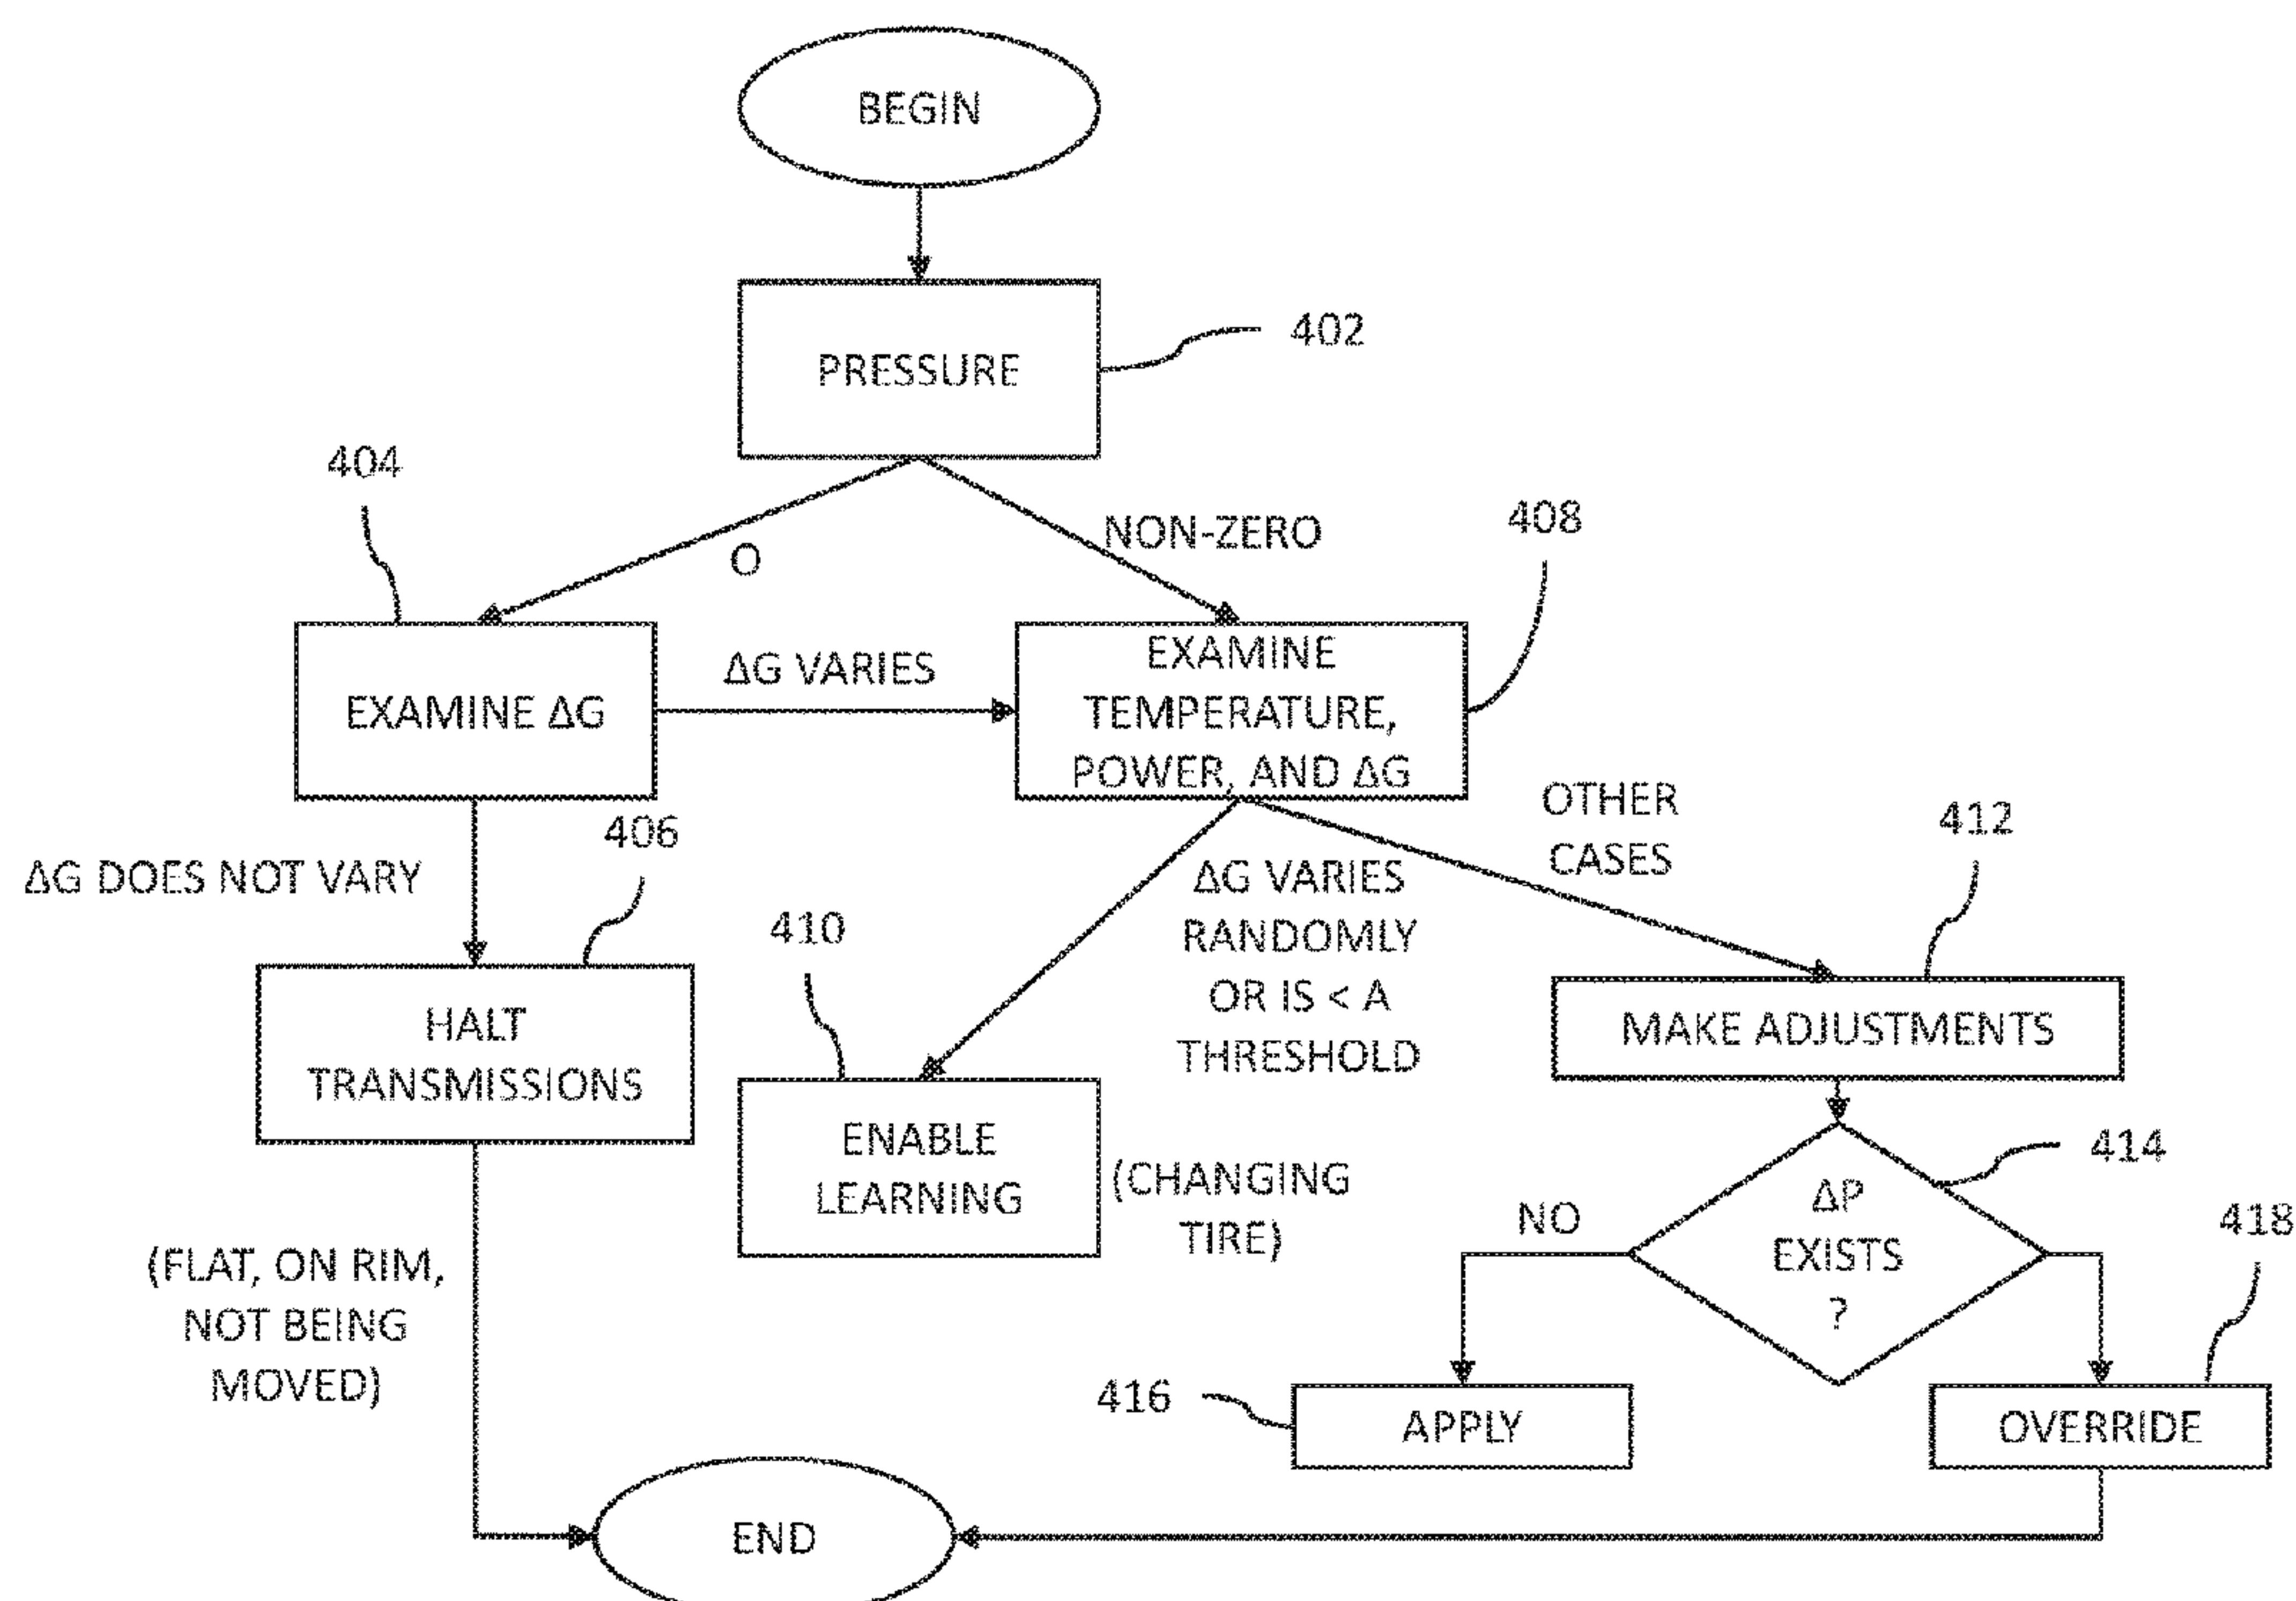 BEGIN
PRESSURE
402
404
O
NON-ZERO
408
EXAMINE ΔG
ΔG VARIES
EXAMINE
TEMPERATURE,
POWER, AND ΔG
ΔG DOES NOT VARY
406
OTHER
CASES
412
410
ΔG VARIES
RANDOMLY
OR IS < A
THRESHOLD
HALT
TRANSMISSIONS
MAKE ADJUSTMENTS
ENABLE
LEARNING
(CHANGING
TIRE)
414
ΔP
EXISTS
?
NO
418
(FLAT, ON RIM,
NOT BEING
MOVED)
416
APPLY
OVERRIDE
END